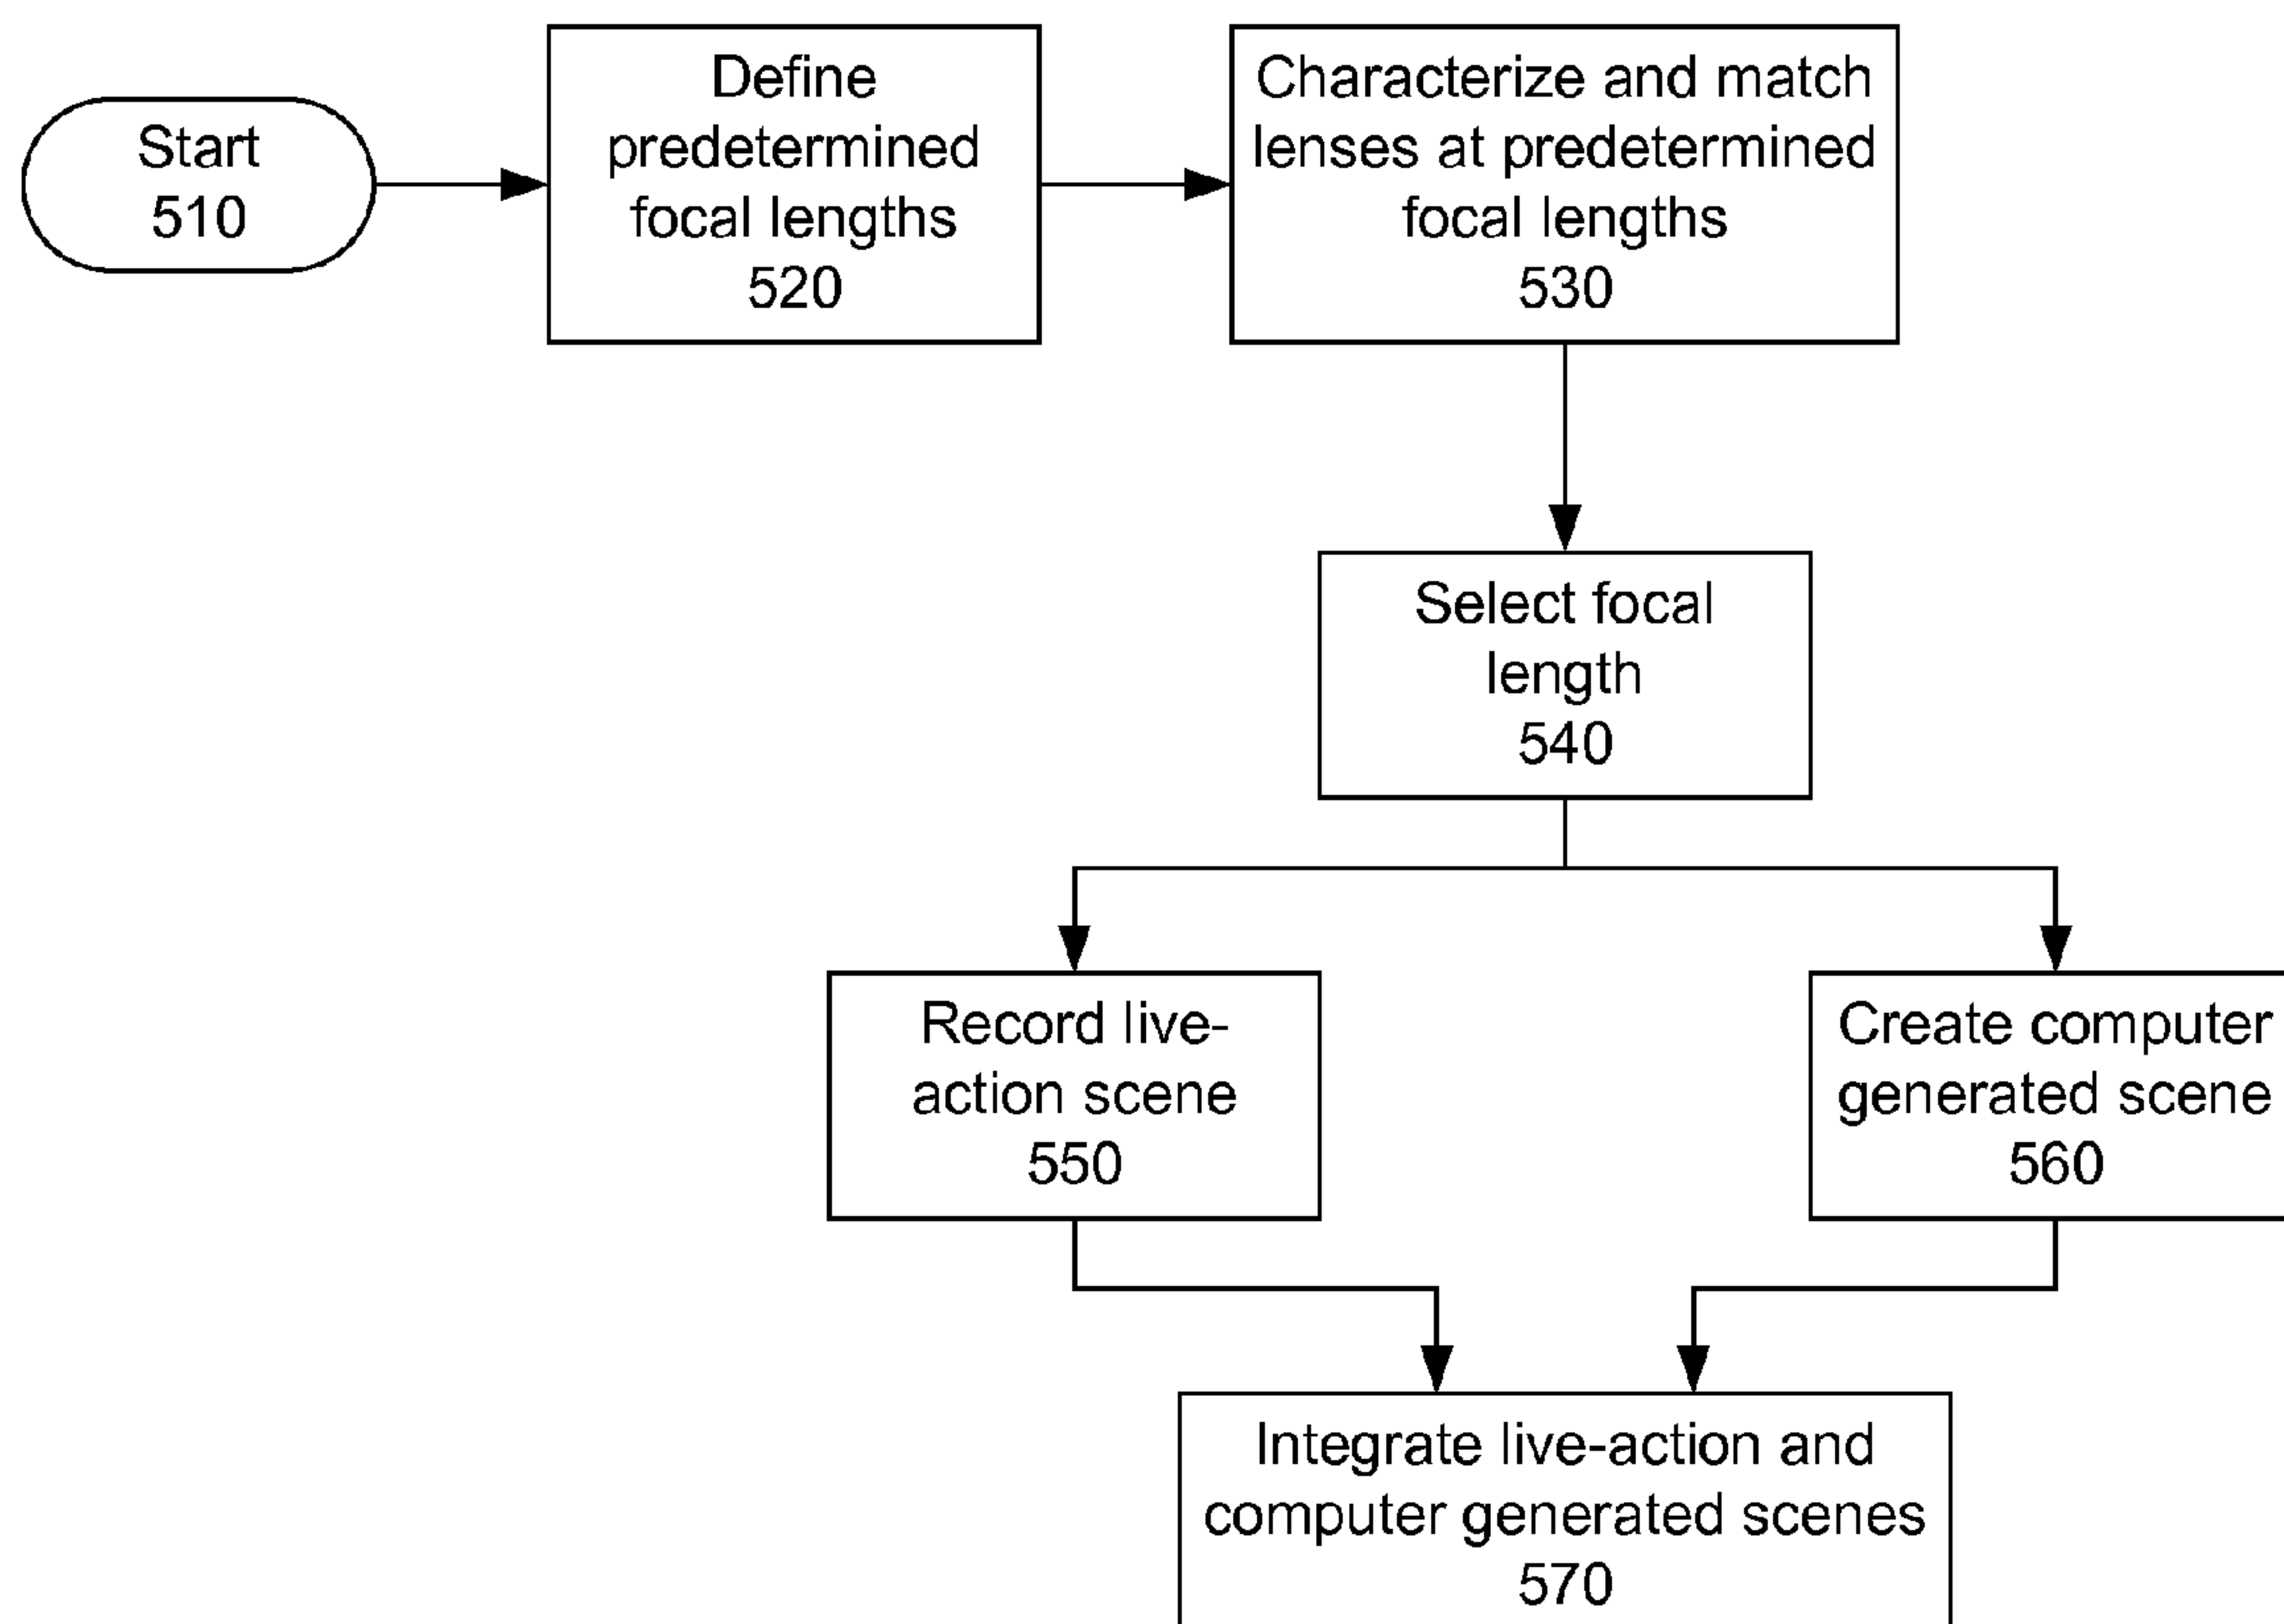 Start
510
Define
predetermined
focal lengths
520
Characterize and match
lenses at predetermined
focal lengths
530
Select focal
length
540
Record live-
action scene
550
Create computer
generated scene
560
Integrate live-action and
computer generated scenes
570